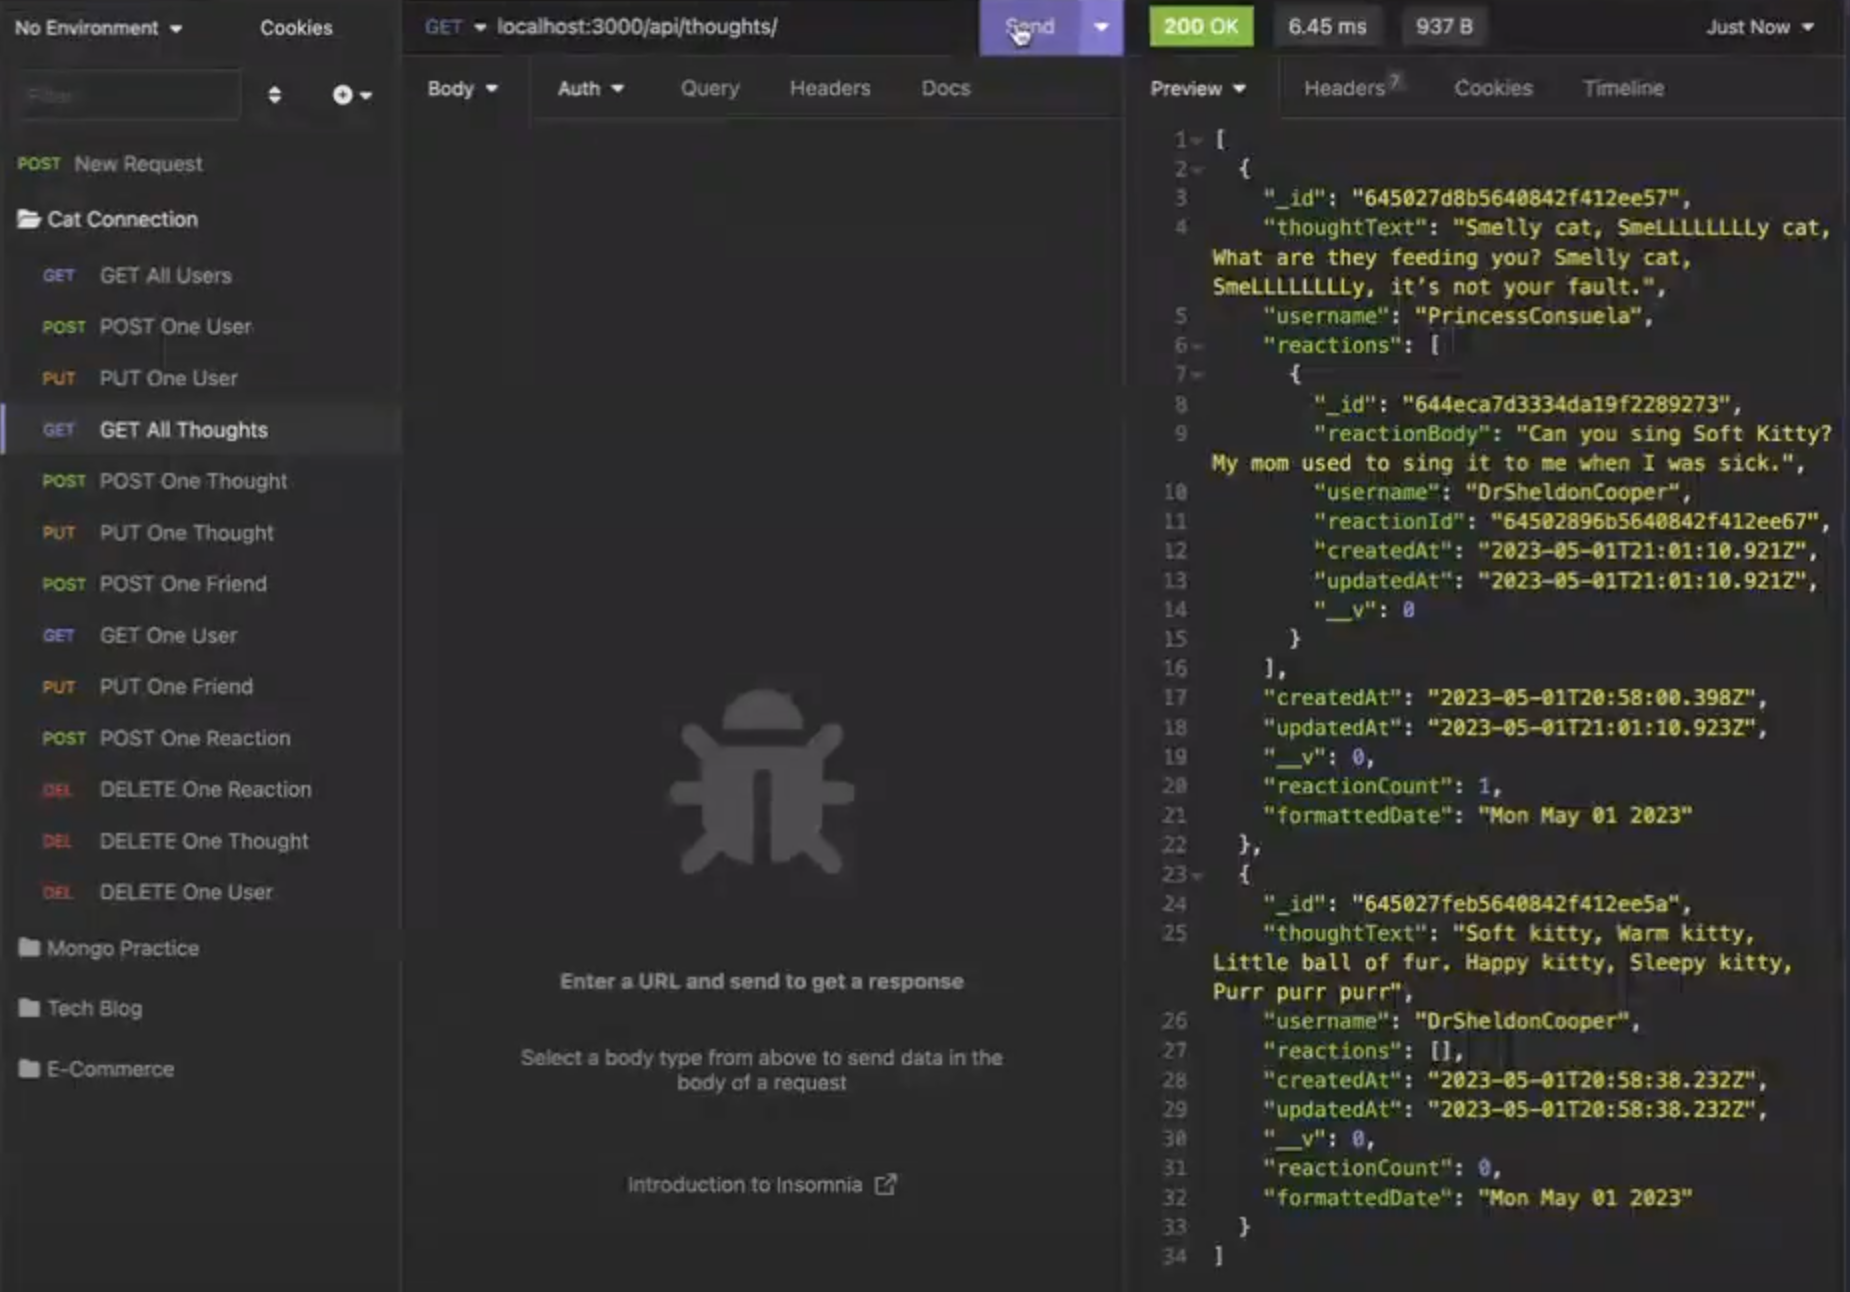 No Environment
Cookies
GET localhost:3000/api/thoughts/
Send
200 OK
6.45 ms
937 B
Just Now
Filter
Body
Auth
Query
Headers
Docs
Preview
Headers 7
Cookies
Timeline
POST New Request
Cat Connection
GET GET All Users
POST POST One User
PUT PUT One User
GET GET All Thoughts
POST POST One Thought
PUT PUT One Thought
POST POST One Friend
GET GET One User
PUT PUT One Friend
POST POST One Reaction
DEL DELETE One Reaction
DEL DELETE One Thought
DEL DELETE One User
Mongo Practice
Tech Blog
E-Commerce
Enter a URL and send to get a response
Select a body type from above to send data in the
body of a request
Introduction to Insomnia
1 [
2 {
3 "_id": "645027d8b5640842f412ee57",
4 "thoughtText": "Smelly cat, SmeLLLLLLLLy cat,
What are they feeding you? Smelly cat,
SmeLLLLLLLLy, it's not your fault.",
5 "username": "PrincessConsuela",
6 "reactions": [
7 {
8 "_id": "644eca7d3334da19f2289273",
9 "reactionBody": "Can you sing Soft Kitty?
My mom used to sing it to me when I was sick.",
10 "username": "DrSheldonCooper",
11 "reactionId": "64502896b5640842f412ee67",
12 "createdAt": "2023-05-01T21:01:10.921Z",
13 "updatedAt": "2023-05-01T21:01:10.921Z",
14 "__v": 0
15 }
16 ],
17 "createdAt": "2023-05-01T20:58:00.398Z",
18 "updatedAt": "2023-05-01T21:01:10.923Z",
19 "__v": 0,
20 "reactionCount": 1,
21 "formattedDate": "Mon May 01 2023"
22 },
23 {
24 "_id": "645027feb5640842f412ee5a",
25 "thoughtText": "Soft kitty, Warm kitty,
Little ball of fur. Happy kitty, Sleepy kitty,
Purr purr purr",
26 "username": "DrSheldonCooper",
27 "reactions": [],
28 "createdAt": "2023-05-01T20:58:38.232Z",
29 "updatedAt": "2023-05-01T20:58:38.232Z",
30 "__v": 0,
31 "reactionCount": 0,
32 "formattedDate": "Mon May 01 2023"
33 }
34 ]